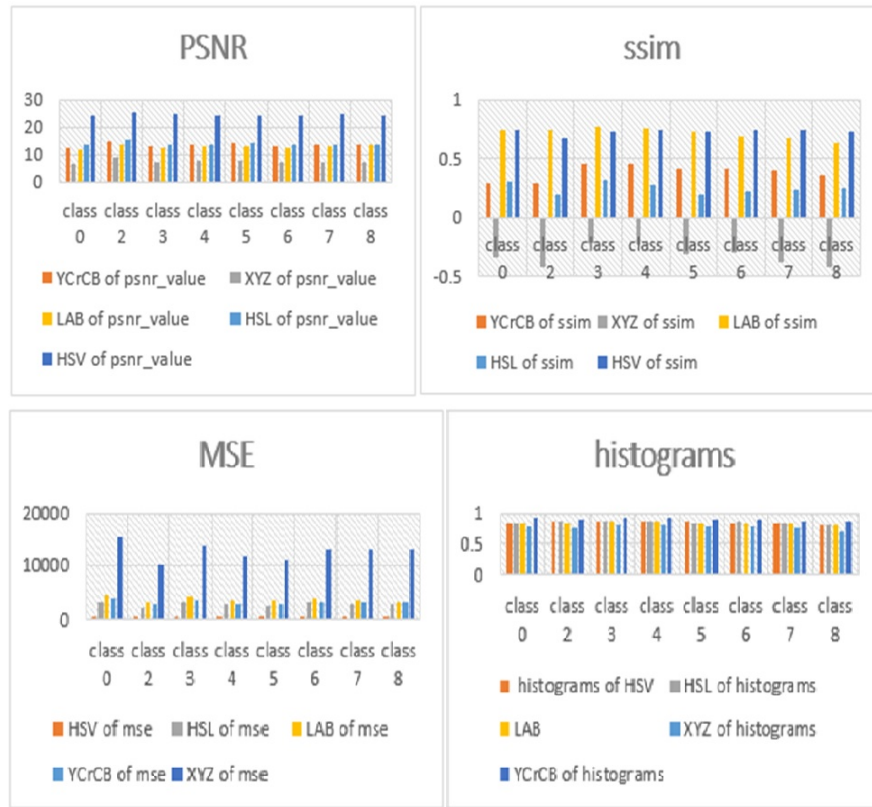 PSNR
30
20
10
0
class class class class class class class class
0 2 3 4 5 6 7 8
YCrCB of psnr_value XYZ of psnr_value
LAB of psnr_value HSL of psnr_value
HSV of psnr_value
ssim
1
0.5
0
-0.5
class class class class class class class class
0 2 3 4 5 6 7 8
YCrCB of ssim XYZ of ssim LAB of ssim
HSL of ssim HSV of ssim
MSE
20000
10000
0
class class class class class class class class
0 2 3 4 5 6 7 8
HSV of mse HSL of mse LAB of mse
YCrCB of mse XYZ of mse
histograms
1
0.5
0
class class class class class class class class
0 2 3 4 5 6 7 8
histograms of HSV HSL of histograms
LAB XYZ of histograms
YCrCB of histograms